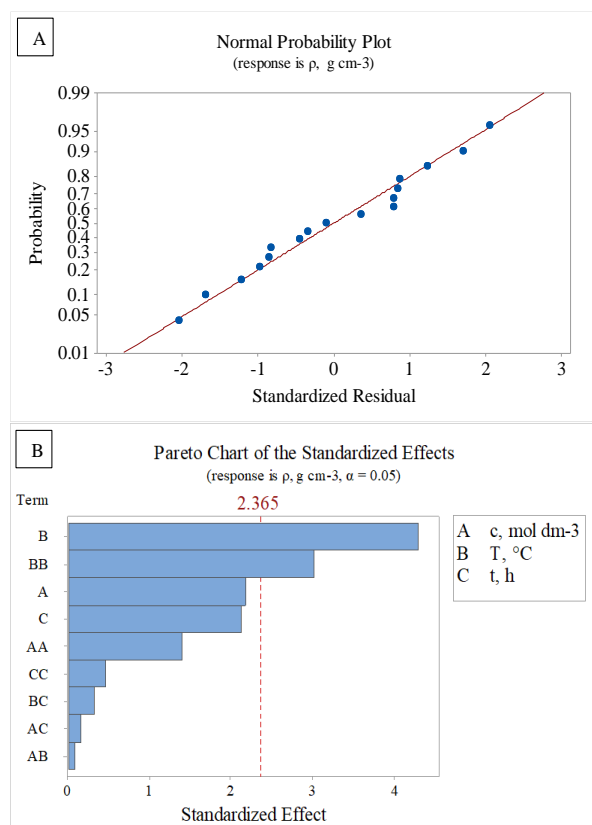 A
Normal Probability Plot
(response is ρ, g cm-3)
Probability
0.99
0.95
0.9
0.8
0.7
0.6
0.5
0.4
0.3
0.2
0.1
0.05
0.01
-3 -2 -1 0 1 2 3
Standardized Residual
B
Pareto Chart of the Standardized Effects
(response is ρ, g cm-3, α = 0.05)
Term
2.365
B
BB
A
C
AA
CC
BC
AC
AB
0 1 2 3 4
Standardized Effect
A c, mol dm-3
B T, °C
C t, h